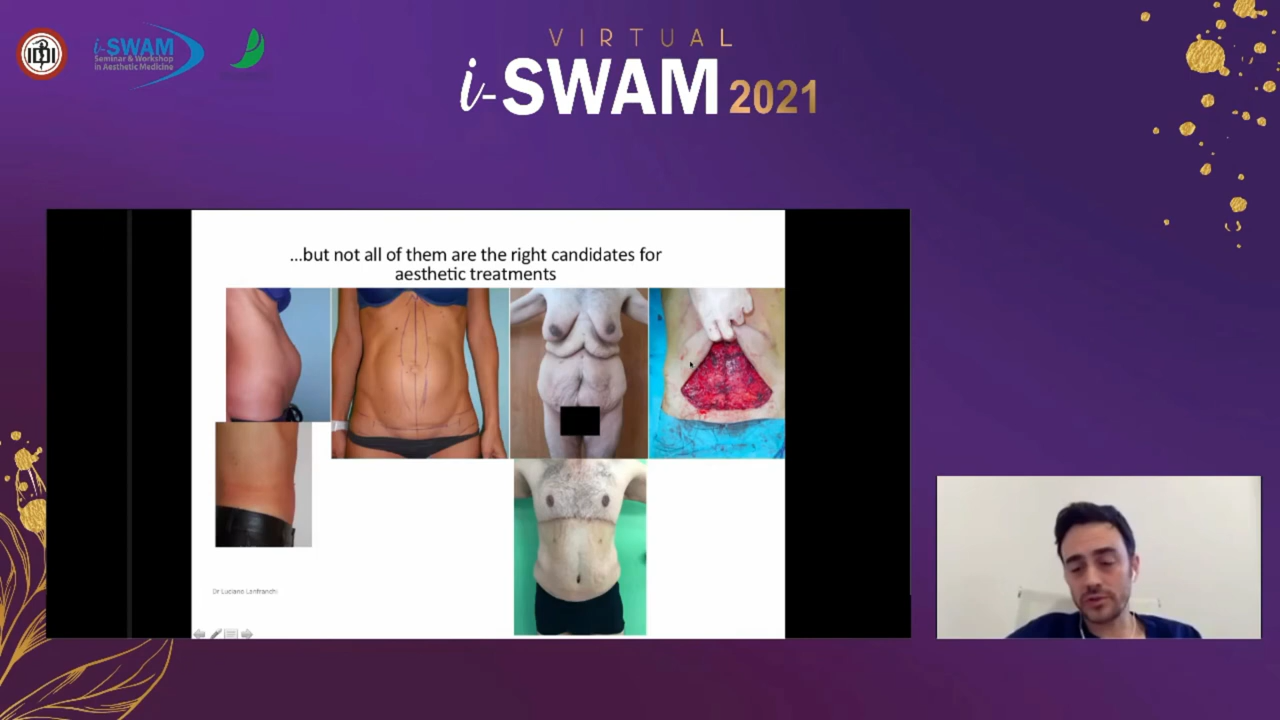 i-SWAM
Seminar & Workshop
in Aesthetic Medicine
VIRTUAL
i-SWAM 2021
...but not all of them are the right candidates for
aesthetic treatments
Dr Luciano Lanfranchi